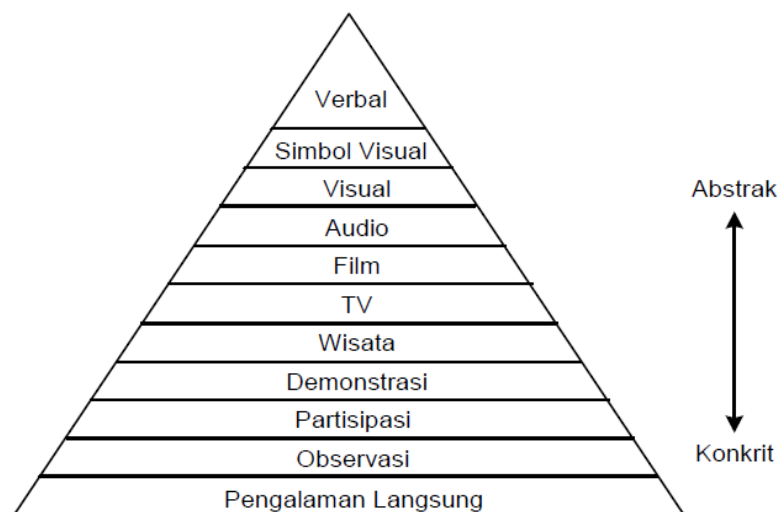 Verbal
Simbol Visual
Visual
Audio
Film
TV
Wisata
Demonstrasi
Partisipasi
Observasi
Pengalaman Langsung
Abstrak
Konkrit